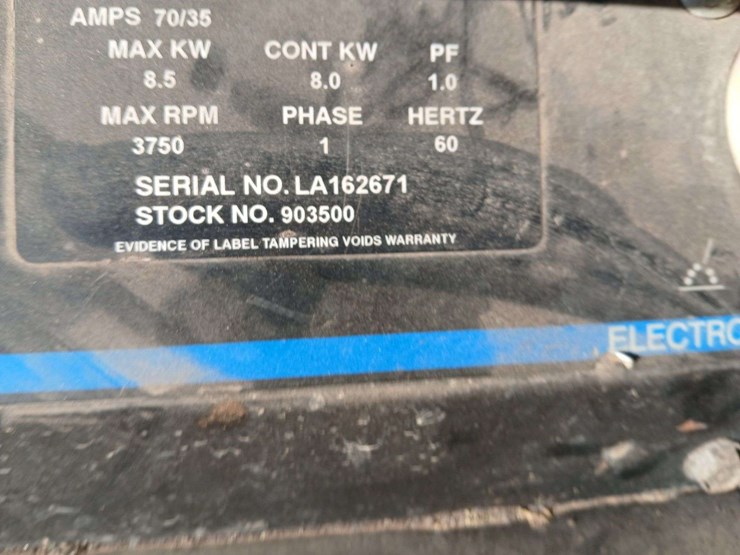 AMPS 70/35
MAX KW CONT KW PF
8.5 8.0 1.0
MAX RPM PHASE HERTZ
3750 1 60
SERIAL NO. LA162671
STOCK NO. 903500
EVIDENCE OF LABEL TAMPERING VOIDS WARRANTY
ELECTRO